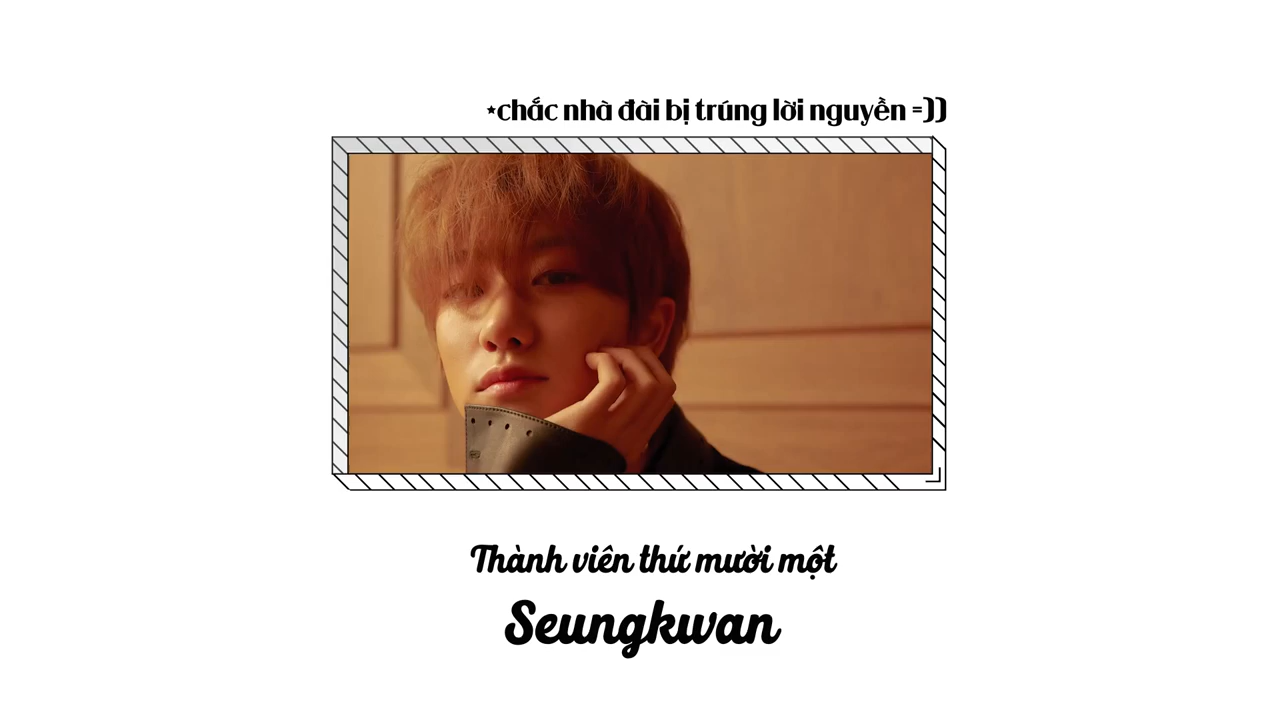 *chắc nhà đài bị trúng lời nguyền =))
Thành viên thứ mười một
Seungkwan